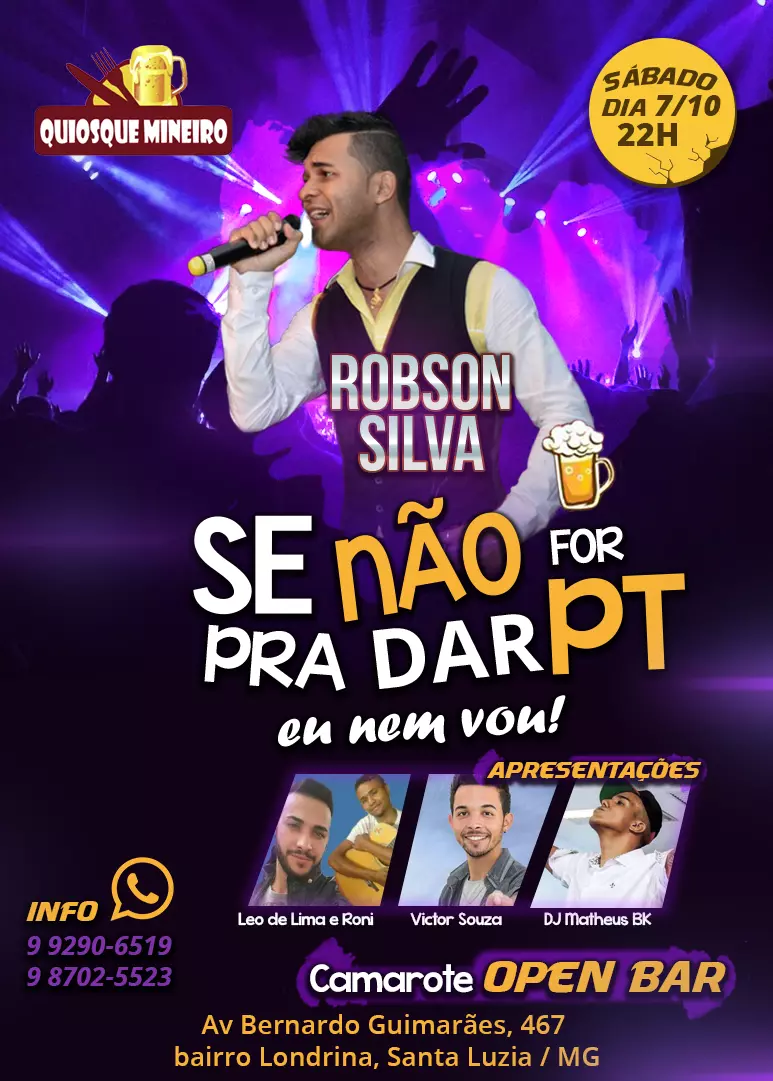 QUIOSQUE MINEIRO
SÁBADO
DIA 7/10
22H
ROBSON
SILVA
SE NÃO FOR
PRA DAR PT
eu nem vou!
APRESENTAÇÕES
Leo de Lima e Roni
Victor Souza
DJ Matheus BK
INFO
9 9290-6519
9 8702-5523
Camarote OPEN BAR
Av Bernardo Guimarães, 467
bairro Londrina, Santa Luzia / MG